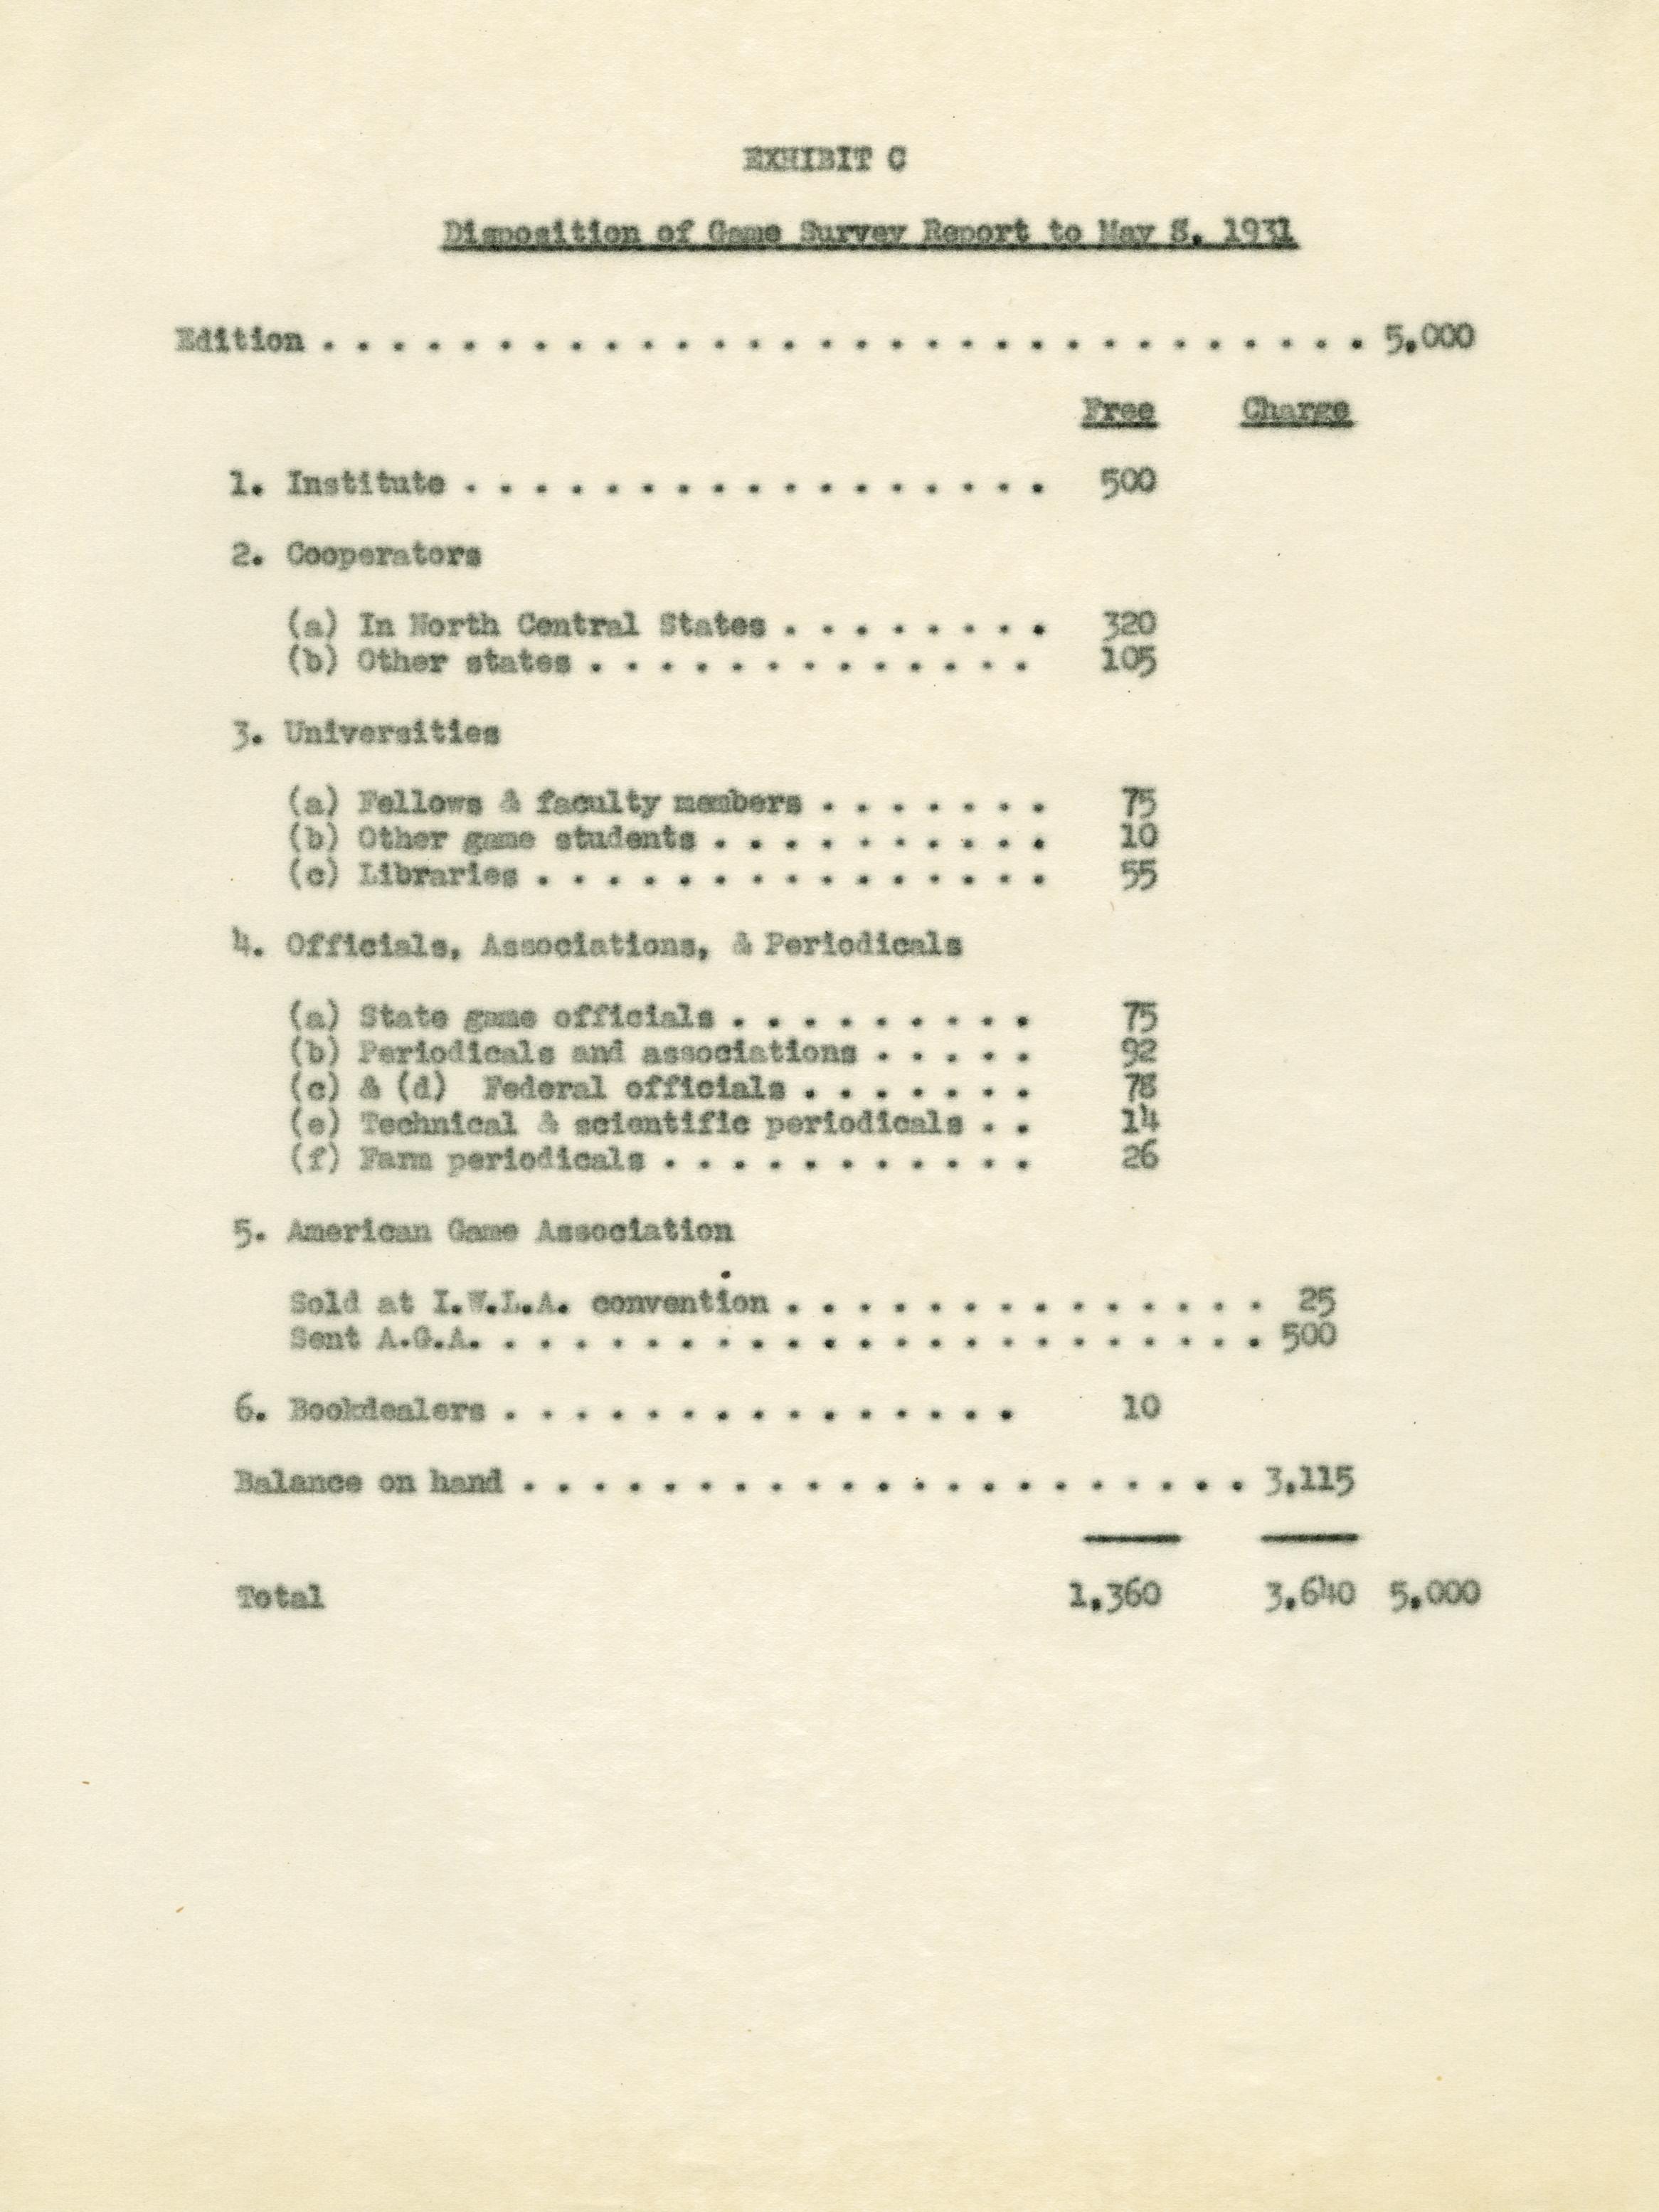 EXHIBIT C
Disposition of Game Survey Report to May 8, 1931
Edition . . . . . . . . . . . . . . . . . . . . . . . . . . . . . . 5,000
Free Charge
1. Institute . . . . . . . . . . . . . . . . . 500
2. Cooperators
(a) In North Central States . . . . . . . . 320
(b) Other states . . . . . . . . . . . . . 105
3. Universities
(a) Fellows & faculty members . . . . . . . 75
(b) Other game students . . . . . . . . . . 10
(c) Libraries . . . . . . . . . . . . . . . 55
4. Officials, Associations, & Periodicals
(a) State game officials . . . . . . . . . 75
(b) Periodicals and associations . . . . . 92
(c) & (d) Federal officials . . . . . . . 78
(e) Technical & scientific periodicals . . 14
(f) Farm periodicals . . . . . . . . . . . 26
5. American Game Association
Sold at I.W.L.A. convention . . . . . . . . . . . . . . 25
Sent A.G.A. . . . . . . . . . . . . . . . . . . . . . . 500
6. Bookdealers . . . . . . . . . . . . . . . 10
Balance on hand . . . . . . . . . . . . . . . . . . . . . 3,115
Total 1,360 3,640 5,000